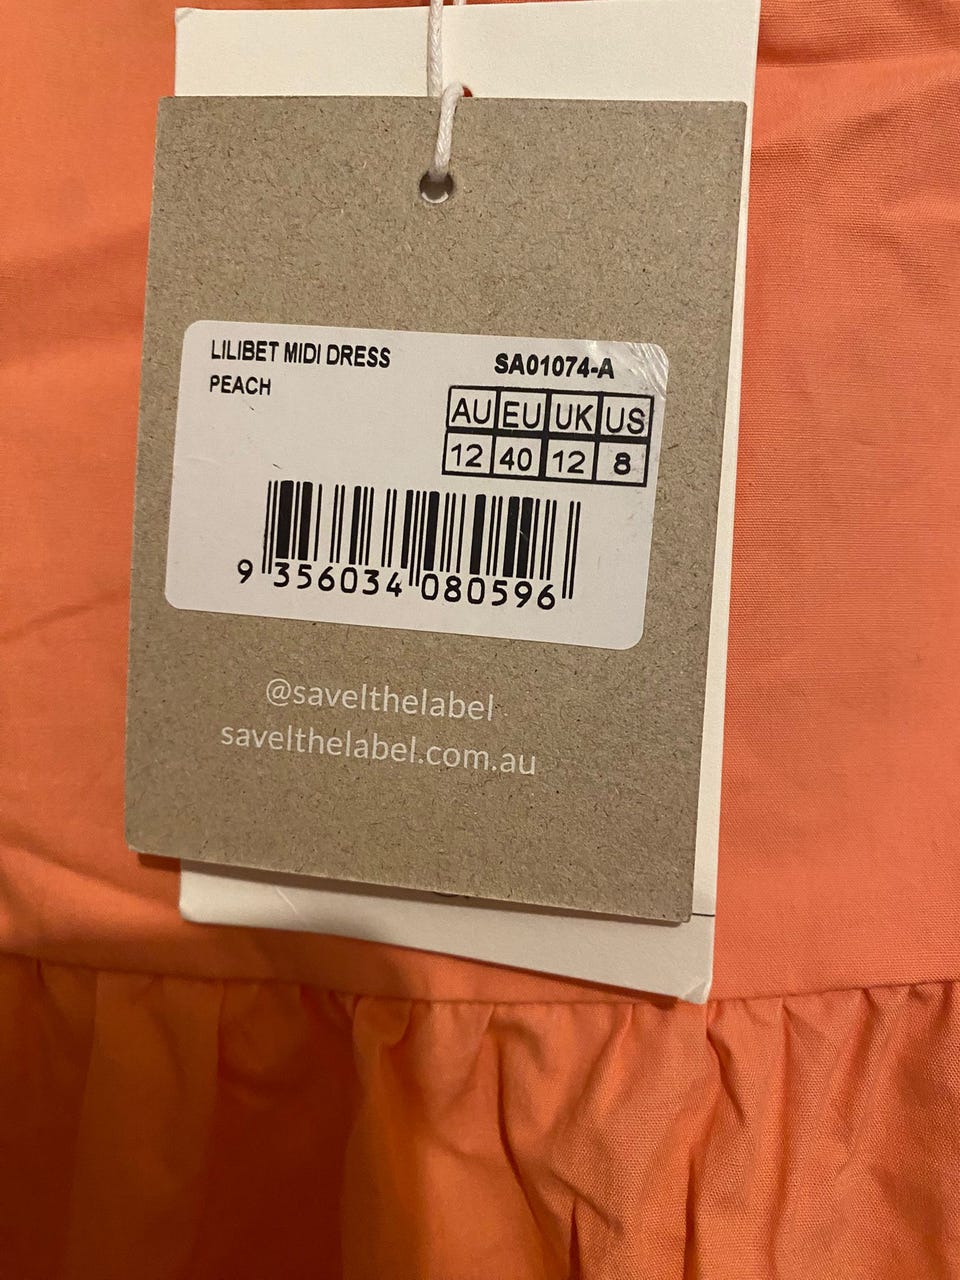 LILIBET MIDI DRESS
PEACH
SA01074-A
AU EU UK US
12 40 12 8
9 356034 080596
@savelthelabel
savelthelabel.com.au